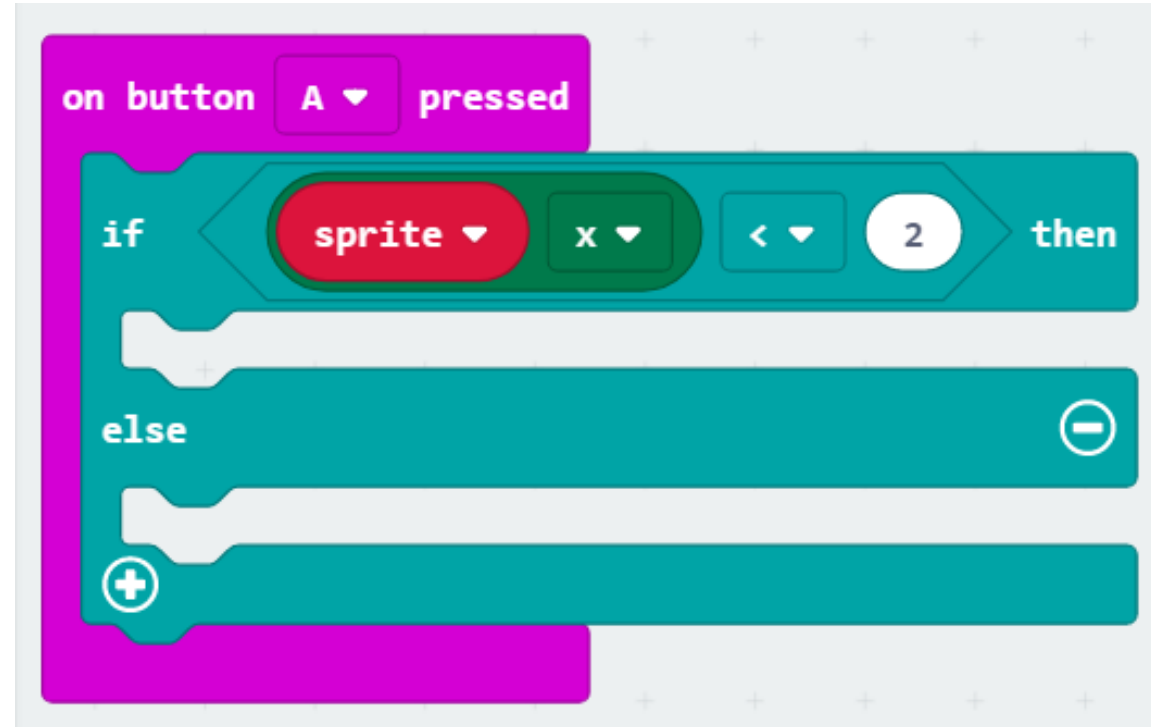 on button A pressed
if sprite x < 2 then
else